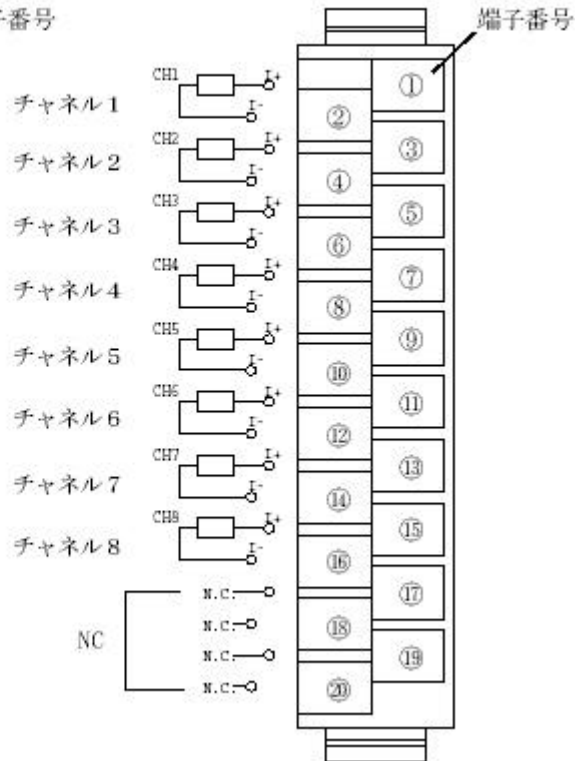 子番号
端子番号
チャネル1
CH1
I+
I-
①
②
チャネル2
CH2
I+
I-
③
④
チャネル3
CH3
I+
I-
⑤
⑥
チャネル4
CH4
I+
I-
⑦
⑧
チャネル5
CH5
I+
I-
⑨
⑩
チャネル6
CH6
I+
I-
⑪
⑫
チャネル7
CH7
I+
I-
⑬
⑭
チャネル8
CH8
I+
I-
⑮
⑯
NC
N.C.
N.C.
N.C.
N.C.
⑰
⑱
⑲
⑳